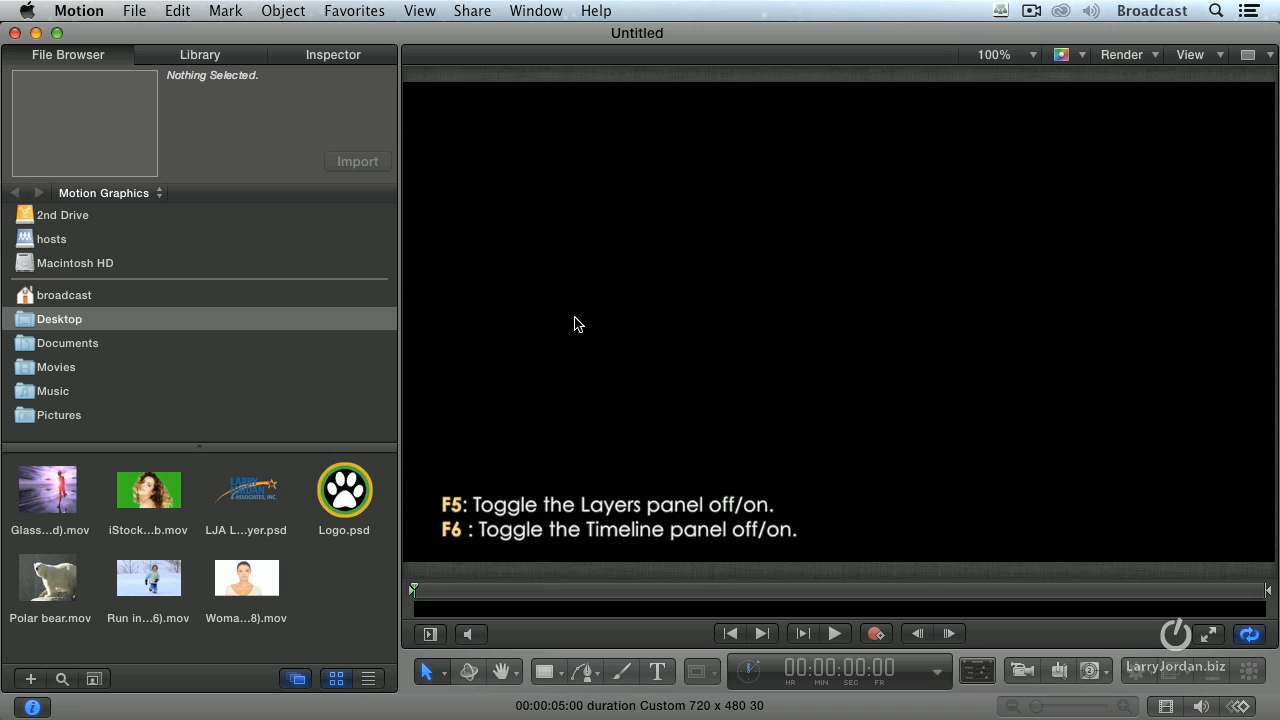 Motion File Edit Mark Object Favorites View Share Window Help Broadcast
Untitled
File Browser Library Inspector 100% Render View
Nothing Selected.
Import
Motion Graphics
2nd Drive
hosts
Macintosh HD
broadcast
Desktop
Documents
Movies
Music
Pictures
Glass...d).mov iStock...b.mov LJA L...yer.psd Logo.psd
Polar bear.mov Run in...6).mov Woma...8).mov
F5: Toggle the Layers panel off/on.
F6 : Toggle the Timeline panel off/on.
T 00:00:00:00
HR MIN SEC FR
LarryJordan.biz
00:00:05:00 duration Custom 720 x 480 30